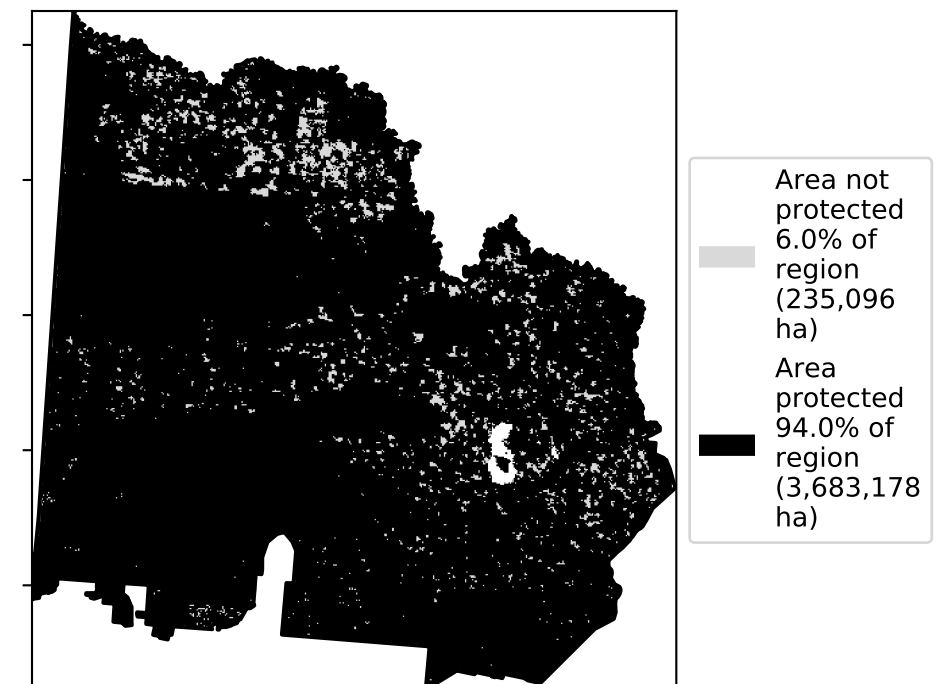 Area not
protected
6.0% of
region
(235,096
ha)
Area
protected
94.0% of
region
(3,683,178
ha)